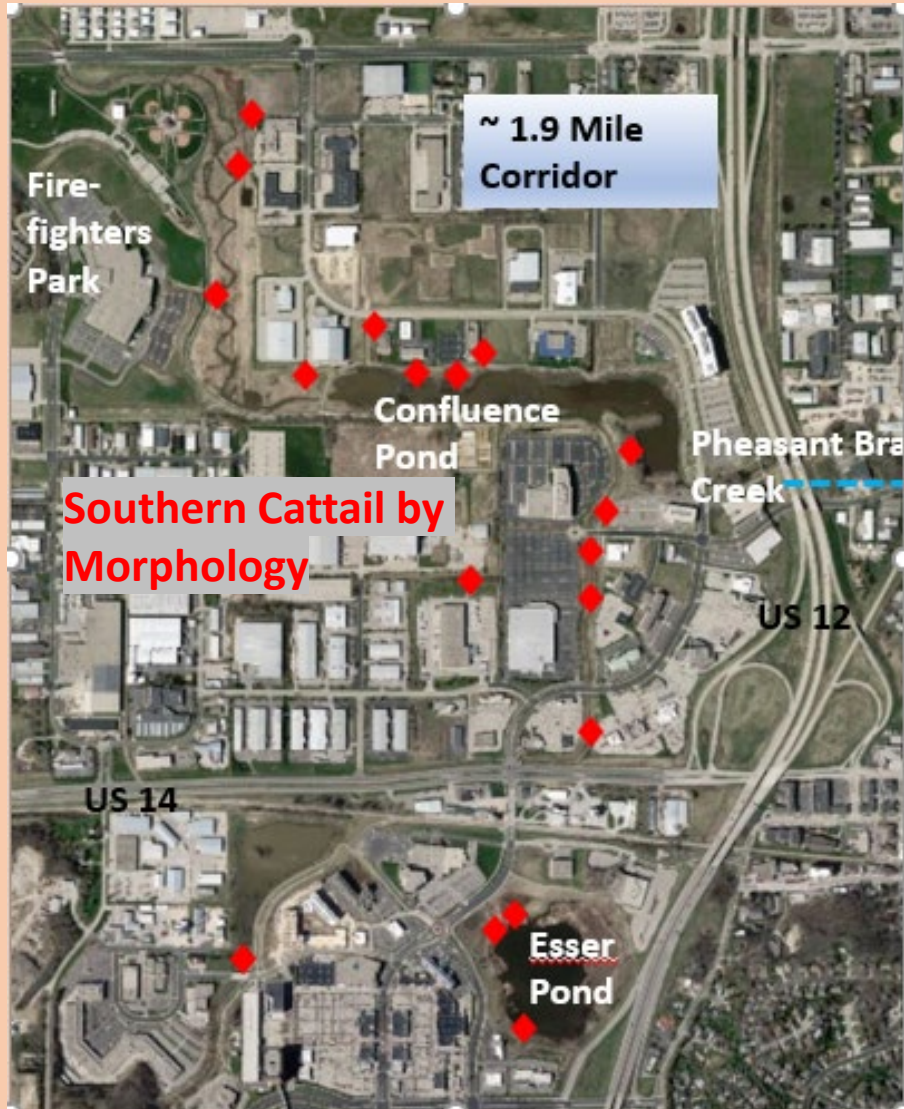 ~ 1.9 Mile
Corridor
Fire-
fighters
Park
Confluence
Pond
Pheasant Bra
Creek
Southern Cattail by
Morphology
US 12
US 14
Esser
Pond